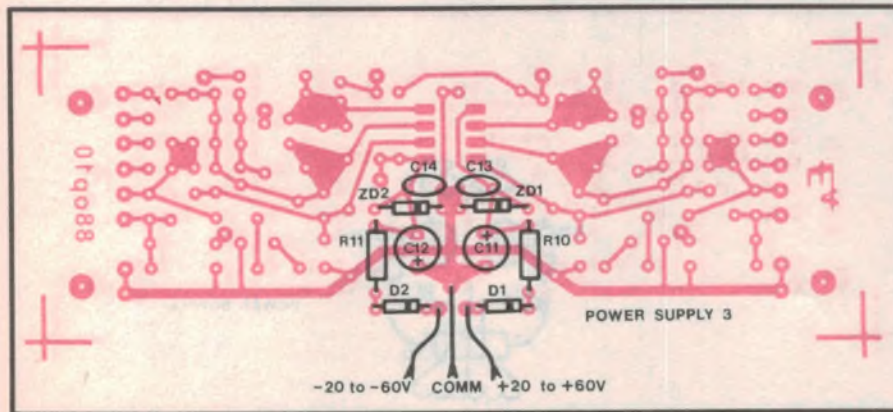 C14 C13
ZD2 ZD1
R11 C12 C11 R10
D2 D1
POWER SUPPLY 3
-20 to -60V COMM +20 to +60V